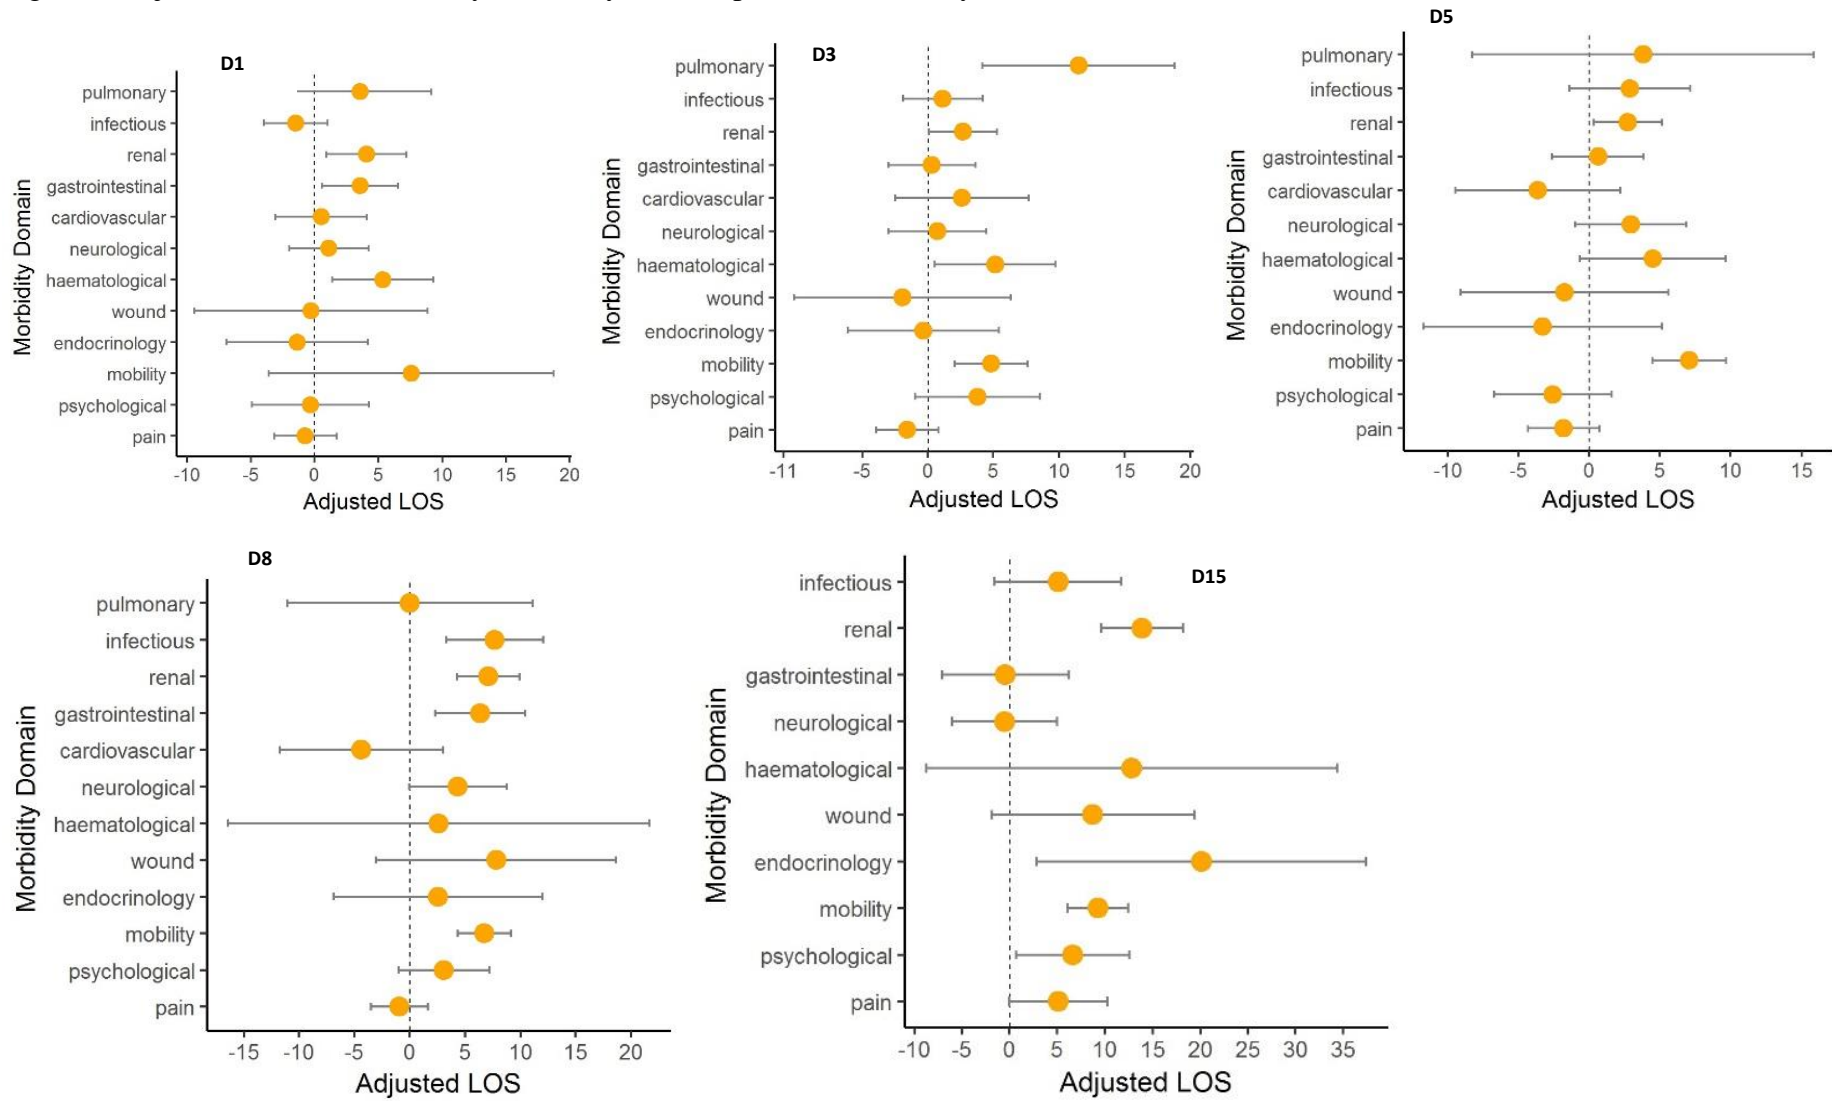 D1
Morbidity Domain
pulmonary
infectious
renal
gastrointestinal
cardiovascular
neurological
haematological
wound
endocrinology
mobility
psychological
pain
-10 -5 0 5 10 15 20
Adjusted LOS
D3
Morbidity Domain
pulmonary
infectious
renal
gastrointestinal
cardiovascular
neurological
haematological
wound
endocrinology
mobility
psychological
pain
-11 -5 0 5 10 15 20
Adjusted LOS
D5
Morbidity Domain
pulmonary
infectious
renal
gastrointestinal
cardiovascular
neurological
haematological
wound
endocrinology
mobility
psychological
pain
-10 -5 0 5 10 15
Adjusted LOS
D8
Morbidity Domain
pulmonary
infectious
renal
gastrointestinal
cardiovascular
neurological
haematological
wound
endocrinology
mobility
psychological
pain
-15 -10 -5 0 5 10 15 20
Adjusted LOS
D15
Morbidity Domain
infectious
renal
gastrointestinal
neurological
haematological
wound
endocrinology
mobility
psychological
pain
-10 -5 0 5 10 15 20 25 30 35
Adjusted LOS